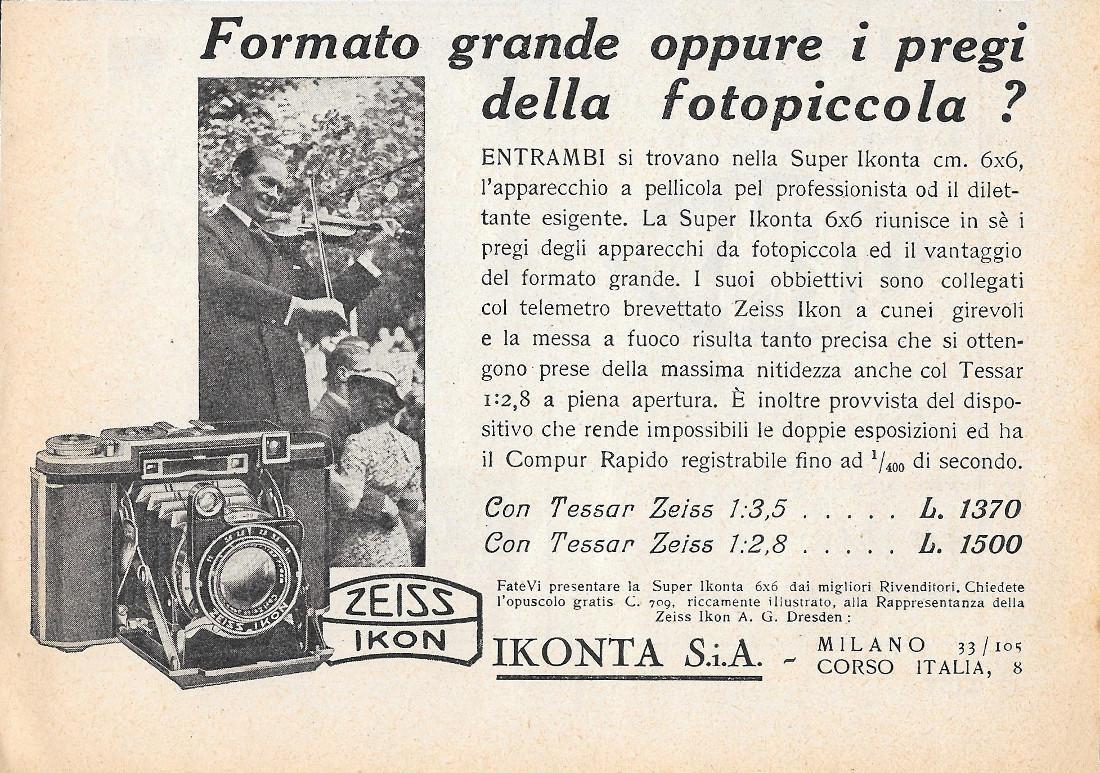 Formato grande oppure i pregi
della fotopiccola ?
ENTRAMBI si trovano nella Super Ikonta cm. 6x6,
l'apparecchio a pellicola pel professionista od il dilet-
tante esigente. La Super Ikonta 6x6 riunisce in sè i
pregi degli apparecchi da fotopiccola ed il vantaggio
del formato grande. I suoi obbiettivi sono collegati
col telemetro brevettato Zeiss Ikon a cunei girevoli
e la messa a fuoco risulta tanto precisa che si otten-
gono prese della massima nitidezza anche col Tessar
1:2,8 a piena apertura. È inoltre provvista del dispo-
sitivo che rende impossibili le doppie esposizioni ed ha
il Compur Rapido registrabile fino ad 1/400 di secondo.
Con Tessar Zeiss 1:3,5 . . . . . L. 1370
Con Tessar Zeiss 1:2,8 . . . . . L. 1500
FateVi presentare la Super Ikonta 6x6 dai migliori Rivenditori. Chiedete
l'opuscolo gratis C. 709, riccamente illustrato, alla Rappresentanza della
Zeiss Ikon A. G. Dresden :
IKONTA S.i.A. - MILANO 33/105
CORSO ITALIA, 8
ZEISS
IKON
ZEISS IKON